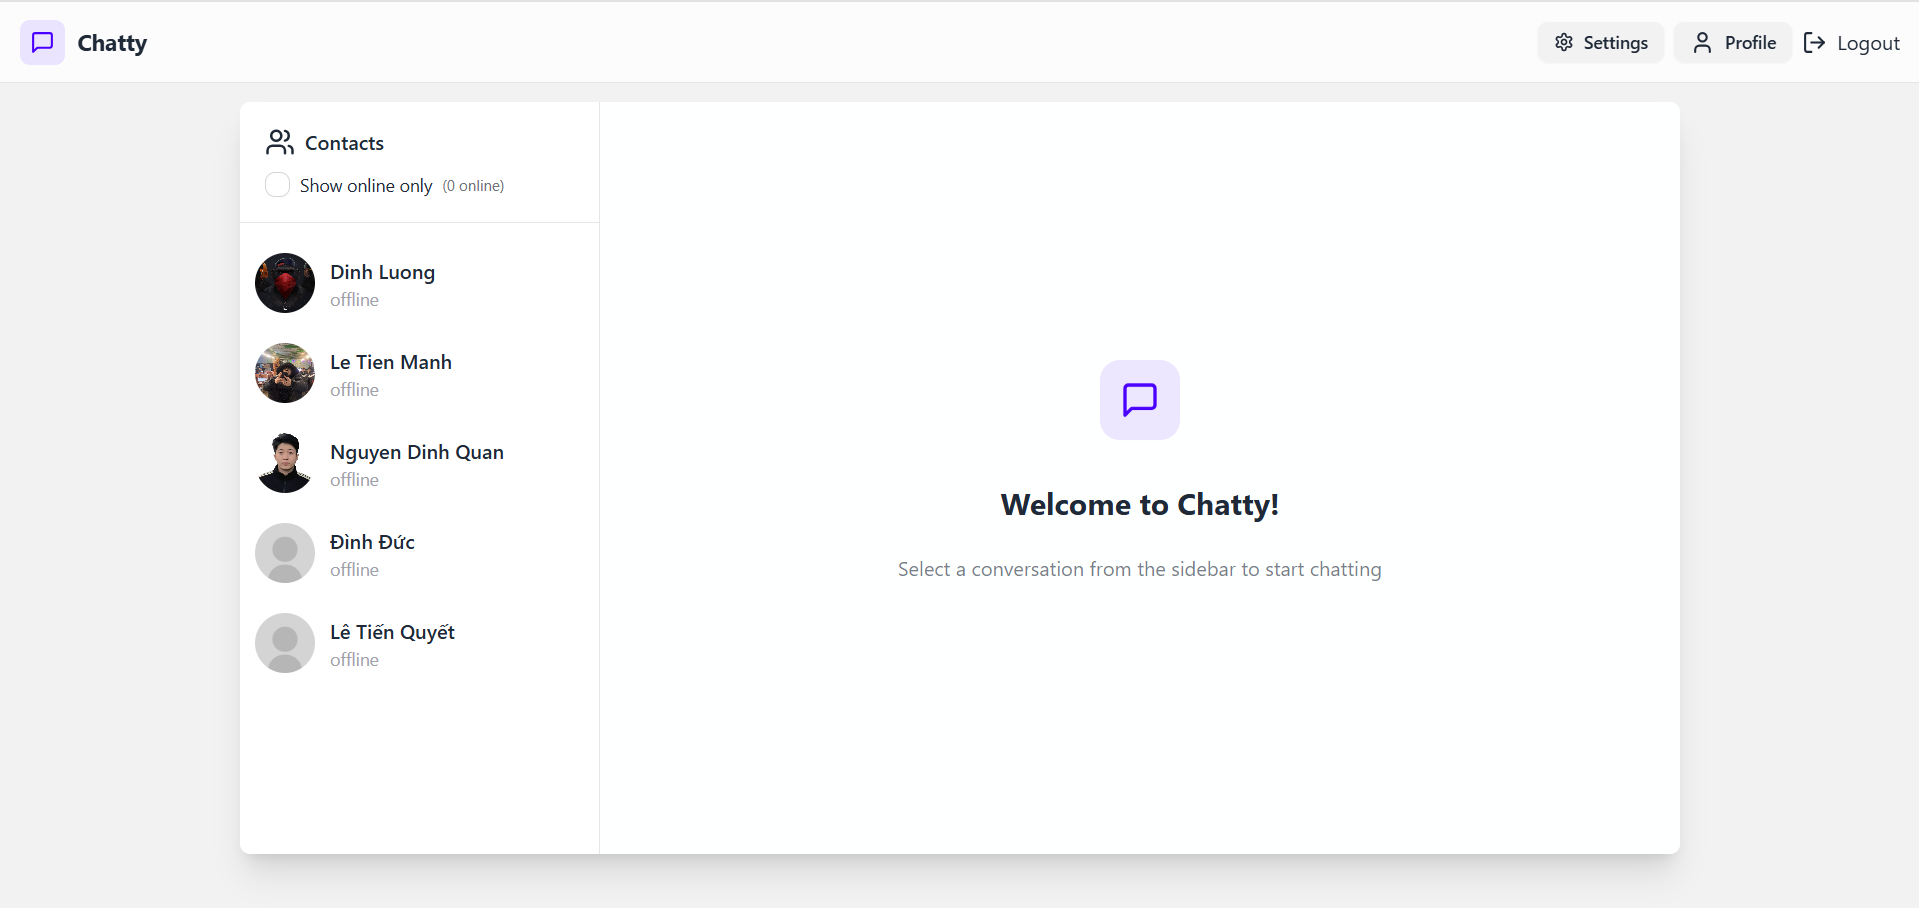 Chatty
Settings
Profile
Logout
Contacts
Show online only (0 online)
Dinh Luong
offline
Le Tien Manh
offline
Nguyen Dinh Quan
offline
Đình Đức
offline
Lê Tiến Quyết
offline
Welcome to Chatty!
Select a conversation from the sidebar to start chatting